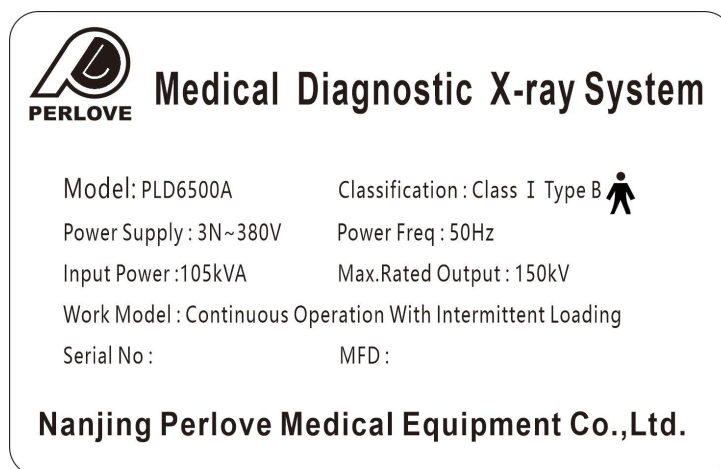 PERLOVE
Medical Diagnostic X-ray System
Model: PLD6500A Classification : Class I Type B
Power Supply : 3N~380V Power Freq : 50Hz
Input Power :105kVA Max.Rated Output : 150kV
Work Model : Continuous Operation With Intermittent Loading
Serial No : MFD :
Nanjing Perlove Medical Equipment Co.,Ltd.